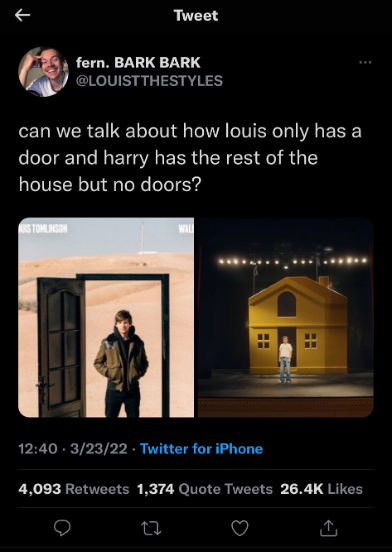 Tweet
fern. BARK BARK
@LOUISTTHESTYLES
can we talk about how louis only has a
door and harry has the rest of the
house but no doors?
UIS TOMLINSON WALL
12:40 · 3/23/22 · Twitter for iPhone
4,093 Retweets 1,374 Quote Tweets 26.4K Likes